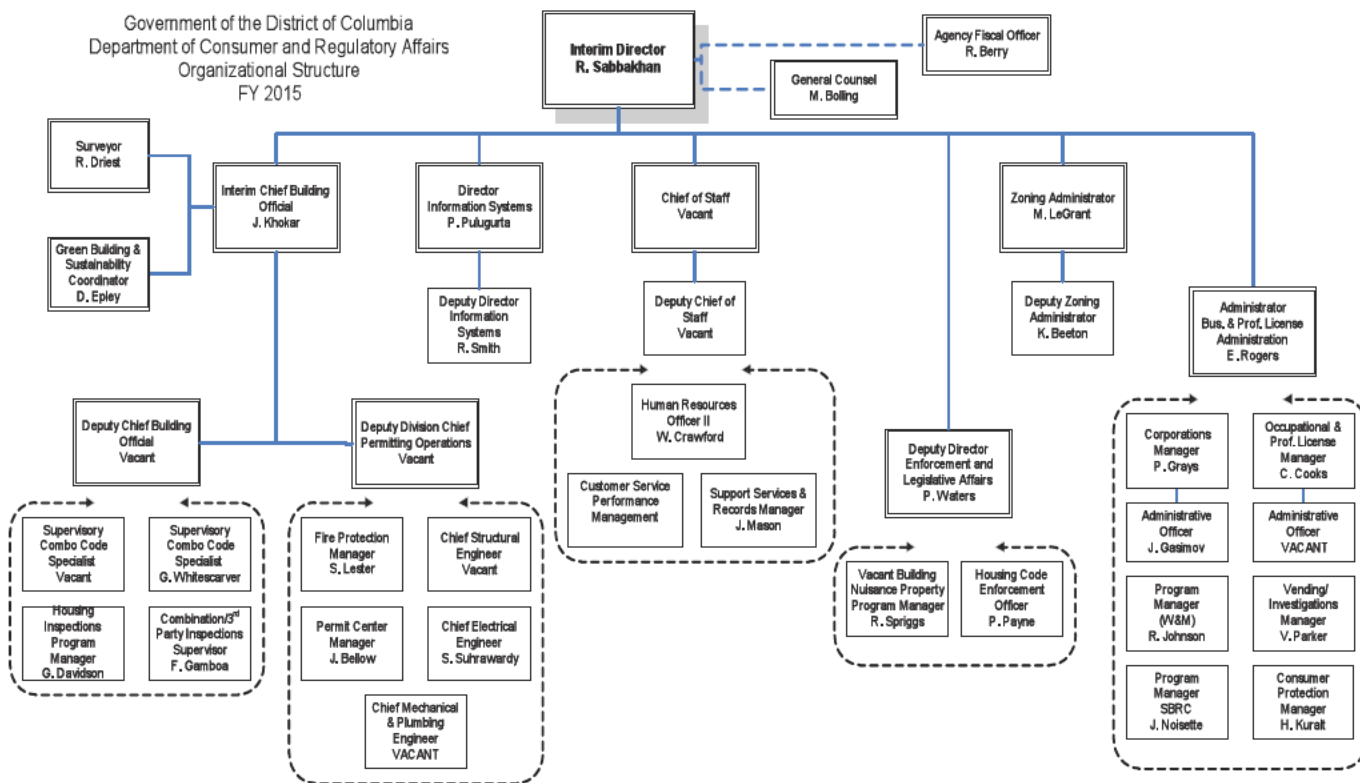 Government of the District of Columbia
Department of Consumer and Regulatory Affairs
Organizational Structure
FY 2015
Interim Director
R. Sabbakhan
Agency Fiscal Officer
R. Berry
General Counsel
M. Bolling
Surveyor
R. Driest
Green Building &
Sustainability
Coordinator
D. Epley
Interim Chief Building
Official
J. Khokar
Director
Information Systems
P. Pulugurta
Chief of Staff
Vacant
Zoning Administrator
M. LeGrant
Deputy Director
Information
Systems
R. Smith
Deputy Chief of
Staff
Vacant
Deputy Zoning
Administrator
K. Beeton
Administrator
Bus. & Prof. License
Administration
E. Rogers
Deputy Chief Building
Official
Vacant
Deputy Division Chief
Permitting Operations
Vacant
Human Resources
Officer II
W. Crawford
Customer Service
Performance
Management
Support Services &
Records Manager
J. Mason
Deputy Director
Enforcement and
Legislative Affairs
P. Waters
Supervisory
Combo Code
Specialist
Vacant
Supervisory
Combo Code
Specialist
G. Whitescarver
Housing
Inspections
Program
Manager
G. Davidson
Combination/3rd
Party Inspections
Supervisor
F. Gamboa
Fire Protection
Manager
S. Lester
Chief Structural
Engineer
Vacant
Permit Center
Manager
J. Bellow
Chief Electrical
Engineer
S. Suhrawardy
Chief Mechanical
& Plumbing
Engineer
VACANT
Vacant Building
Nuisance Property
Program Manager
R. Spriggs
Housing Code
Enforcement
Officer
P. Payne
Corporations
Manager
P. Grays
Occupational &
Prof. License
Manager
C. Cooks
Administrative
Officer
J. Gasimov
Administrative
Officer
VACANT
Program
Manager
(W&M)
R. Johnson
Vending/
Investigations
Manager
V. Parker
Program
Manager
SBRC
J. Noisette
Consumer
Protection
Manager
H. Kuralt